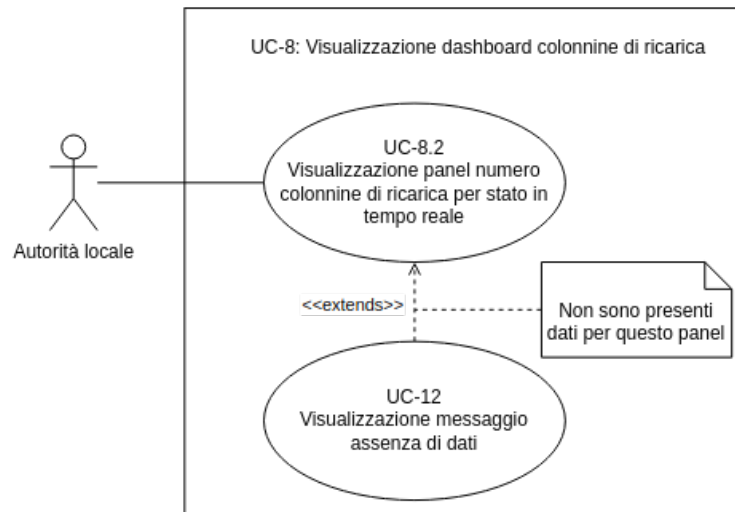 UC-8: Visualizzazione dashboard colonnine di ricarica
UC-8.2
Visualizzazione panel numero
colonnine di ricarica per stato in
tempo reale
Autorità locale
<<extends>>
Non sono presenti
dati per questo panel
UC-12
Visualizzazione messaggio
assenza di dati